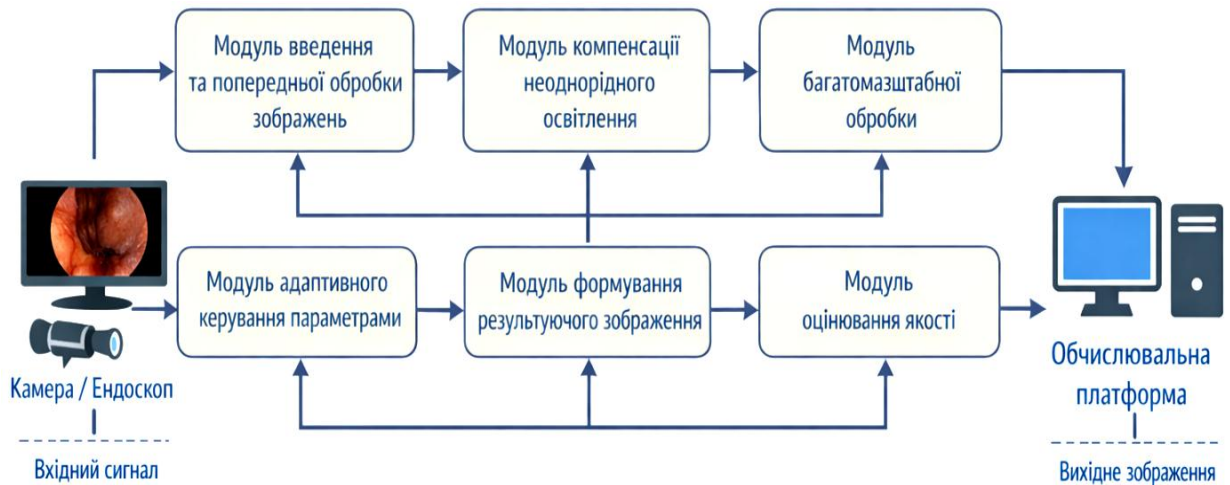 Модуль введення
та попередньої обробки
зображень
Модуль компенсації
неоднорідного
освітлення
Модуль
багатомазштабної
обробки
Модуль адаптивного
керування параметрами
Модуль формування
результуючого зображення
Модуль
оцінювання якості
Камера / Ендоскоп
Вхідний сигнал
Обчислювальна
платформа
Вихідне зображення